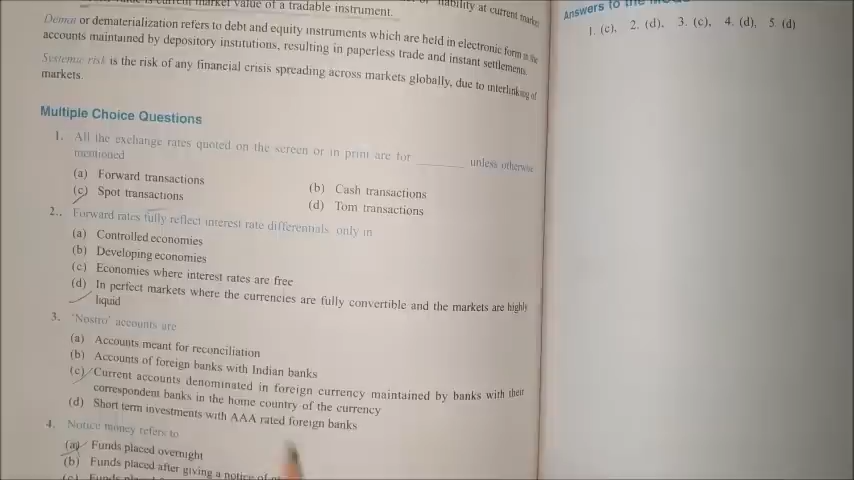 value is current market value of a tradable instrument.
liability at current market
Demat or dematerialization refers to debt and equity instruments which are held in electronic form in the
accounts maintained by depository institutions, resulting in paperless trade and instant settlements.
Systemic risk is the risk of any financial crisis spreading across markets globally, due to interlinking of
markets.
Multiple Choice Questions
1. All the exchange rates quoted on the screen or in print are for ________ unless otherwise
mentioned
(a) Forward transactions
(b) Cash transactions
(c) Spot transactions
(d) Tom transactions
2.. Forward rates fully reflect interest rate differentials, only in
(a) Controlled economies
(b) Developing economies
(c) Economies where interest rates are free
(d) In perfect markets where the currencies are fully convertible and the markets are highly
liquid
3. 'Nostro' accounts are
(a) Accounts meant for reconciliation
(b) Accounts of foreign banks with Indian banks
(c) Current accounts denominated in foreign currency maintained by banks with their
correspondent banks in the home country of the currency
(d) Short term investments with AAA rated foreign banks
4. Notice money refers to
(a) Funds placed overnight
(b) Funds placed after giving a notice of
(c) Funds
Answers to the
1. (c), 2. (d), 3. (c), 4. (d), 5 (d)